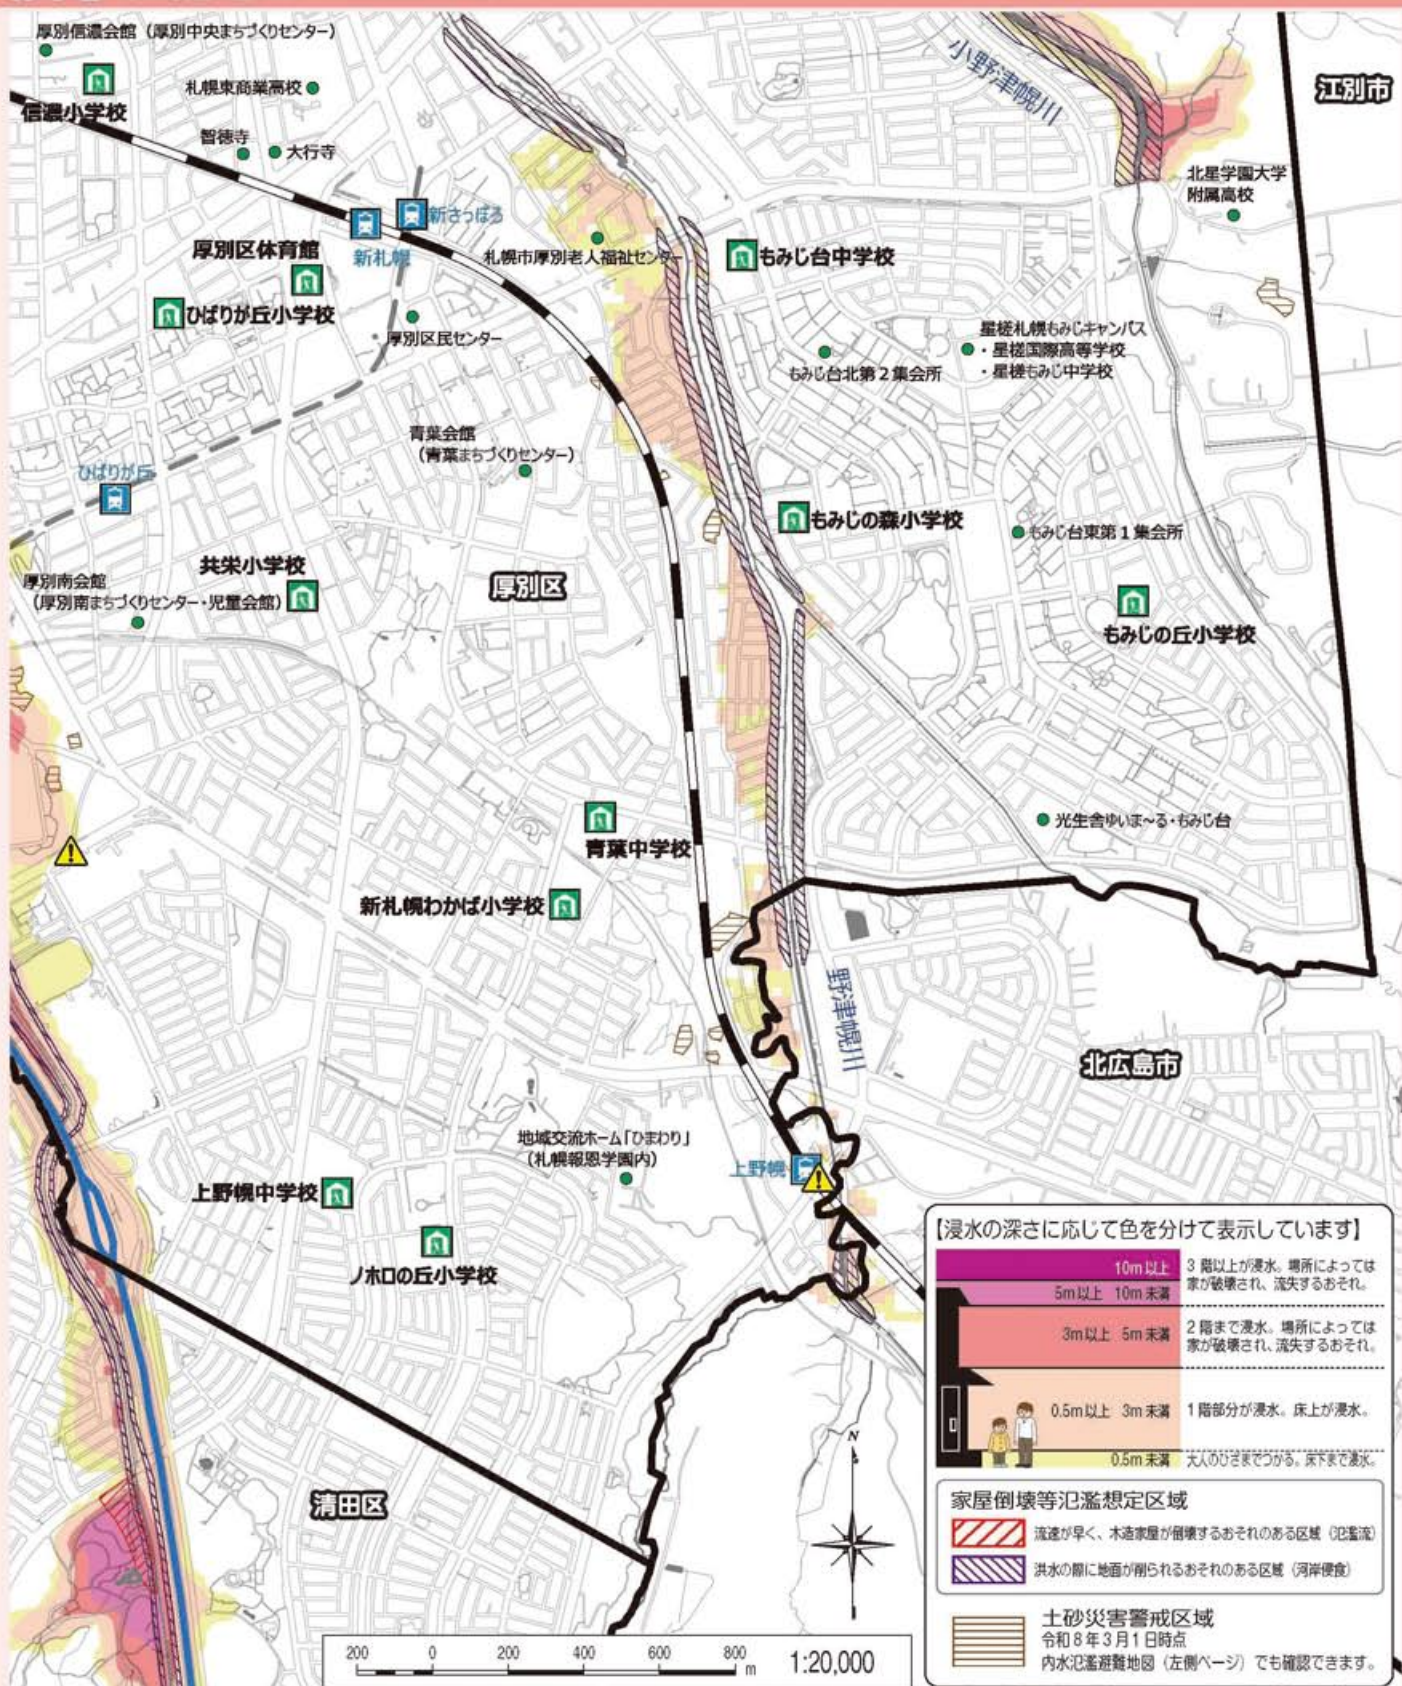 厚別信濃会館（厚別中央まちづくりセンター）
信濃小学校
札幌東商業高校
智徳寺
大行寺
小野津幌川
江別市
北星学園大学
附属高校
新さっぽろ
新札幌
厚別区体育館
ひばりが丘小学校
厚別区民センター
札幌市厚別老人福祉センター
もみじ台中学校
もみじ台北第２集会所
星槎札幌もみじキャンパス
・星槎国際高等学校
・星槎もみじ中学校
青葉会館
（青葉まちづくりセンター）
ひばりが丘
もみじの森小学校
もみじ台東第１集会所
共栄小学校
厚別南会館
（厚別南まちづくりセンター・児童会館）
厚別区
もみじの丘小学校
青葉中学校
光生舎ゆいま～る・もみじ台
新札幌わかば小学校
野津幌川
北広島市
地域交流ホーム「ひまわり」
（札幌報恩学園内）
上野幌
上野幌中学校
ノホロの丘小学校
清田区
【浸水の深さに応じて色を分けて表示しています】
10m以上
3階以上が浸水。場所によっては
家が破壊され、流失するおそれ。
5m以上 10m未満
3m以上 5m未満
2階まで浸水。場所によっては
家が破壊され、流失するおそれ。
0.5m以上 3m未満
1階部分が浸水。床上が浸水。
0.5m未満
大人のひざまでつかる。床下まで浸水。
家屋倒壊等氾濫想定区域
流速が早く、木造家屋が倒壊するおそれのある区域（氾濫流）
洪水の際に地面が削られるおそれのある区域（河岸侵食）
土砂災害警戒区域
令和8年3月1日時点
内水氾濫避難地図（左側ページ）でも確認できます。
N
200 0 200 400 600 800 m
1:20,000